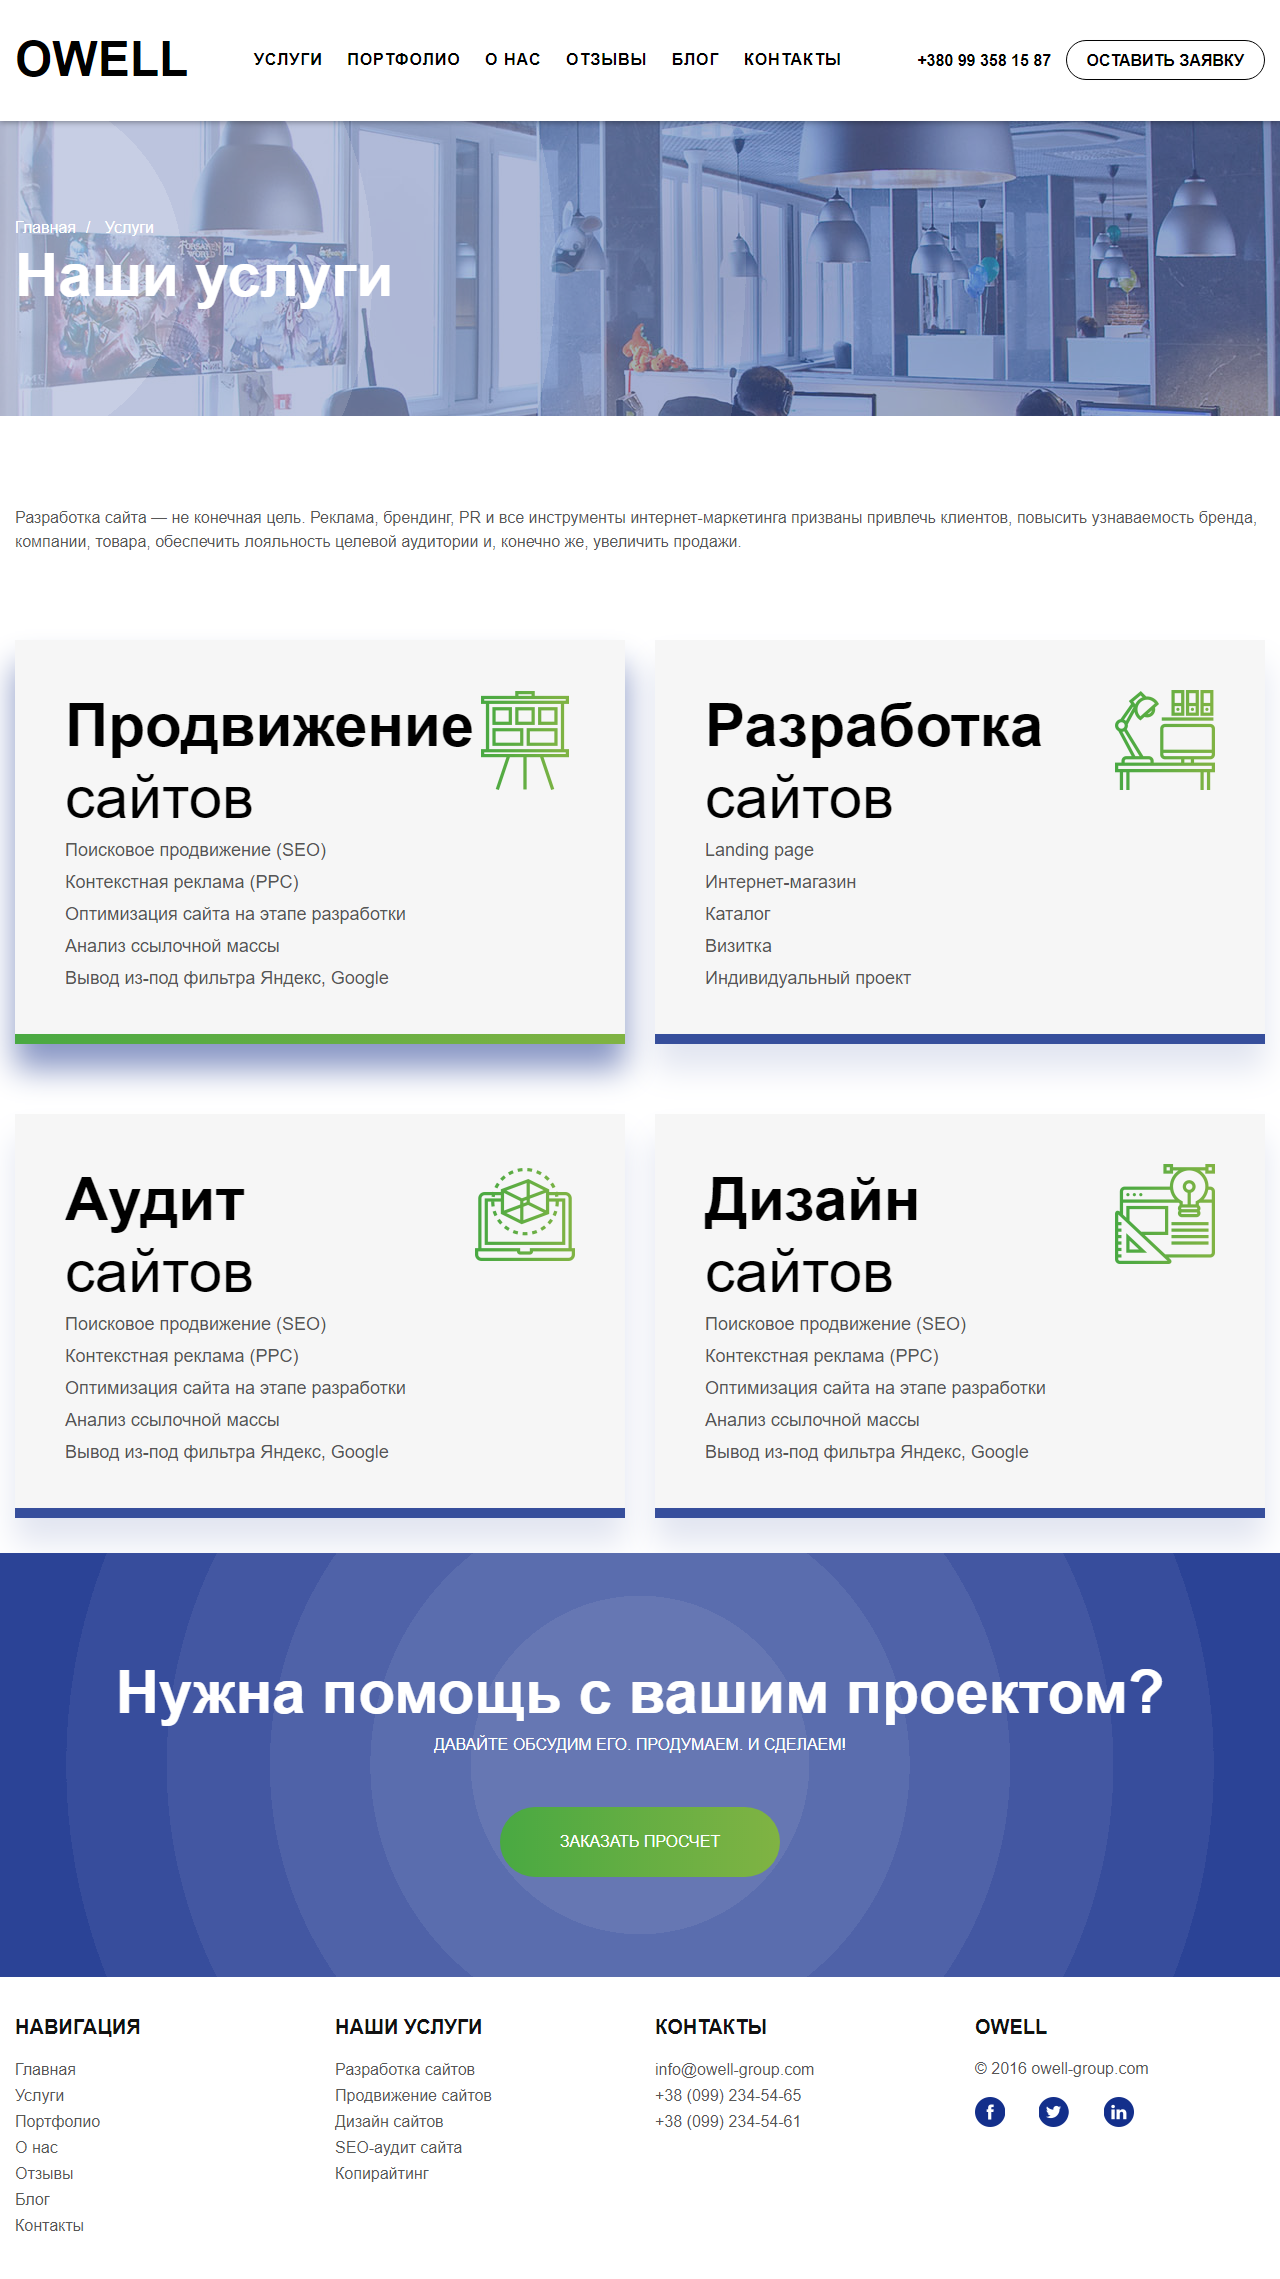 OWELL
УСЛУГИ ПОРТФОЛИО О НАС ОТЗЫВЫ БЛОГ КОНТАКТЫ
+380 99 358 15 87 ОСТАВИТЬ ЗАЯВКУ
Главная / Услуги
Наши услуги
FORSAKEN
WORLD
Разработка сайта — не конечная цель. Реклама, брендинг, PR и все инструменты интернет-маркетинга призваны привлечь клиентов, повысить узнаваемость бренда,
компании, товара, обеспечить лояльность целевой аудитории и, конечно же, увеличить продажи.
Продвижение
сайтов
Поисковое продвижение (SEO)
Контекстная реклама (PPC)
Оптимизация сайта на этапе разработки
Анализ ссылочной массы
Вывод из-под фильтра Яндекс, Google
Разработка
сайтов
Landing page
Интернет-магазин
Каталог
Визитка
Индивидуальный проект
Аудит
сайтов
Поисковое продвижение (SEO)
Контекстная реклама (PPC)
Оптимизация сайта на этапе разработки
Анализ ссылочной массы
Вывод из-под фильтра Яндекс, Google
Дизайн
сайтов
Поисковое продвижение (SEO)
Контекстная реклама (PPC)
Оптимизация сайта на этапе разработки
Анализ ссылочной массы
Вывод из-под фильтра Яндекс, Google
Нужна помощь с вашим проектом?
ДАВАЙТЕ ОБСУДИМ ЕГО. ПРОДУМАЕМ. И СДЕЛАЕМ!
ЗАКАЗАТЬ ПРОСЧЕТ
НАВИГАЦИЯ
Главная
Услуги
Портфолио
О нас
Отзывы
Блог
Контакты
НАШИ УСЛУГИ
Разработка сайтов
Продвижение сайтов
Дизайн сайтов
SEO-аудит сайта
Копирайтинг
КОНТАКТЫ
info@owell-group.com
+38 (099) 234-54-65
+38 (099) 234-54-61
OWELL
© 2016 owell-group.com